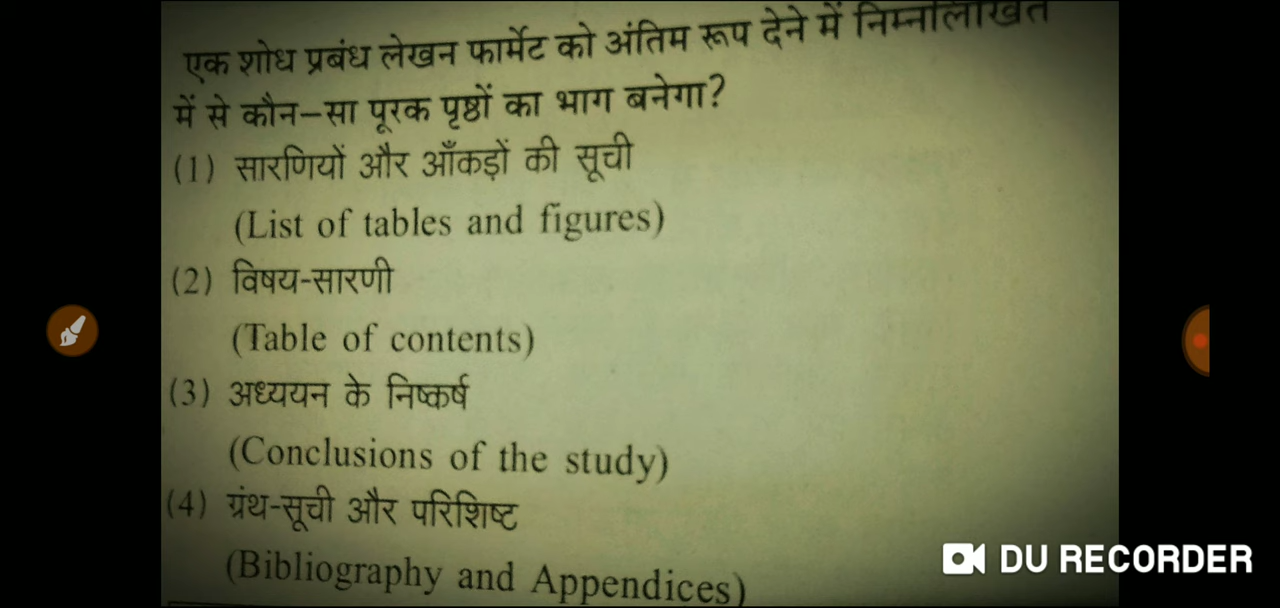 एक शोध प्रबंध लेखन फार्मेट को अंतिम रूप देने में निम्नलिखित
में से कौन–सा पूरक पृष्ठों का भाग बनेगा?
(1) सारणियों और आँकड़ों की सूची
(List of tables and figures)
(2) विषय-सारणी
(Table of contents)
(3) अध्ययन के निष्कर्ष
(Conclusions of the study)
(4) ग्रंथ-सूची और परिशिष्ट
(Bibliography and Appendices)
DU RECORDER